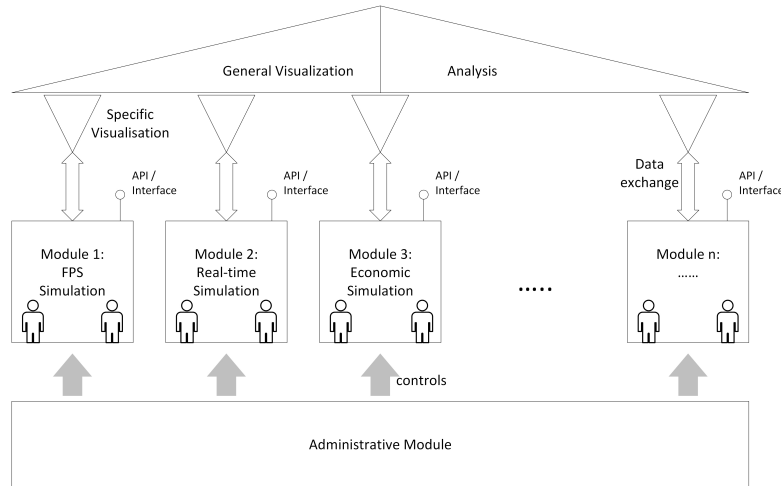 General Visualization
Analysis
Specific
Visualisation
API /
Interface
API /
Interface
API /
Interface
Data
exchange
API /
Interface
Module 1:
FPS
Simulation
Module 2:
Real-time
Simulation
Module 3:
Economic
Simulation
.....
Module n:
......
controls
Administrative Module